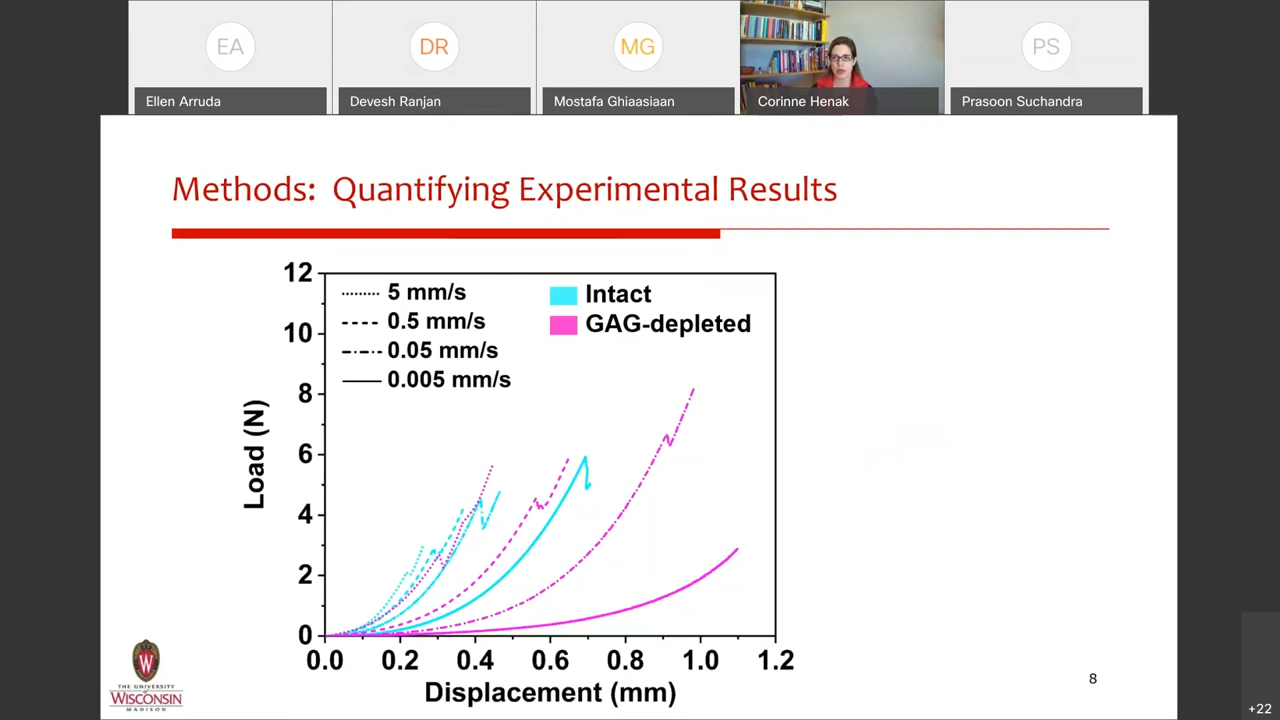 EA
DR
MG
PS
Ellen Arruda
Devesh Ranjan
Mostafa Ghiaasiaan
Corinne Henak
Prasoon Suchandra
Methods: Quantifying Experimental Results
12
10
8
6
4
2
0
Load (N)
5 mm/s
0.5 mm/s
0.05 mm/s
0.005 mm/s
Intact
GAG-depleted
0.0 0.2 0.4 0.6 0.8 1.0 1.2
Displacement (mm)
W
THE UNIVERSITY
of
WISCONSIN
MADISON
8
+22